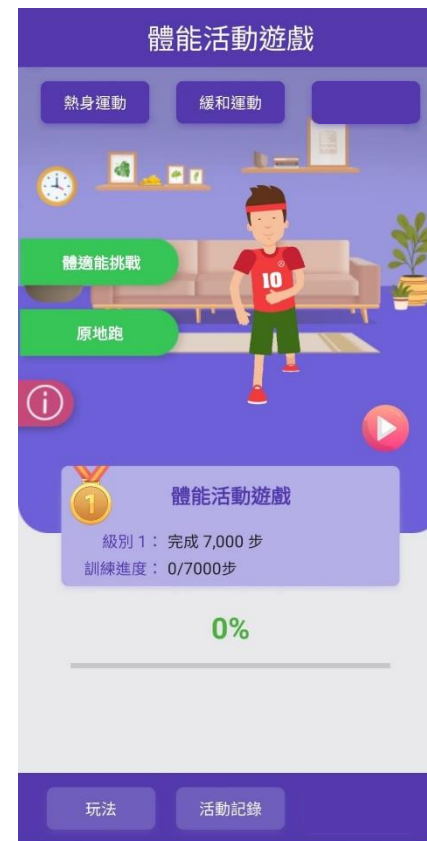 體能活動遊戲
熱身運動
緩和運動
體適能挑戰
10
原地跑
i
1
體能活動遊戲
級別 1： 完成 7,000 步
訓練進度： 0/7000步
0%
玩法
活動記錄